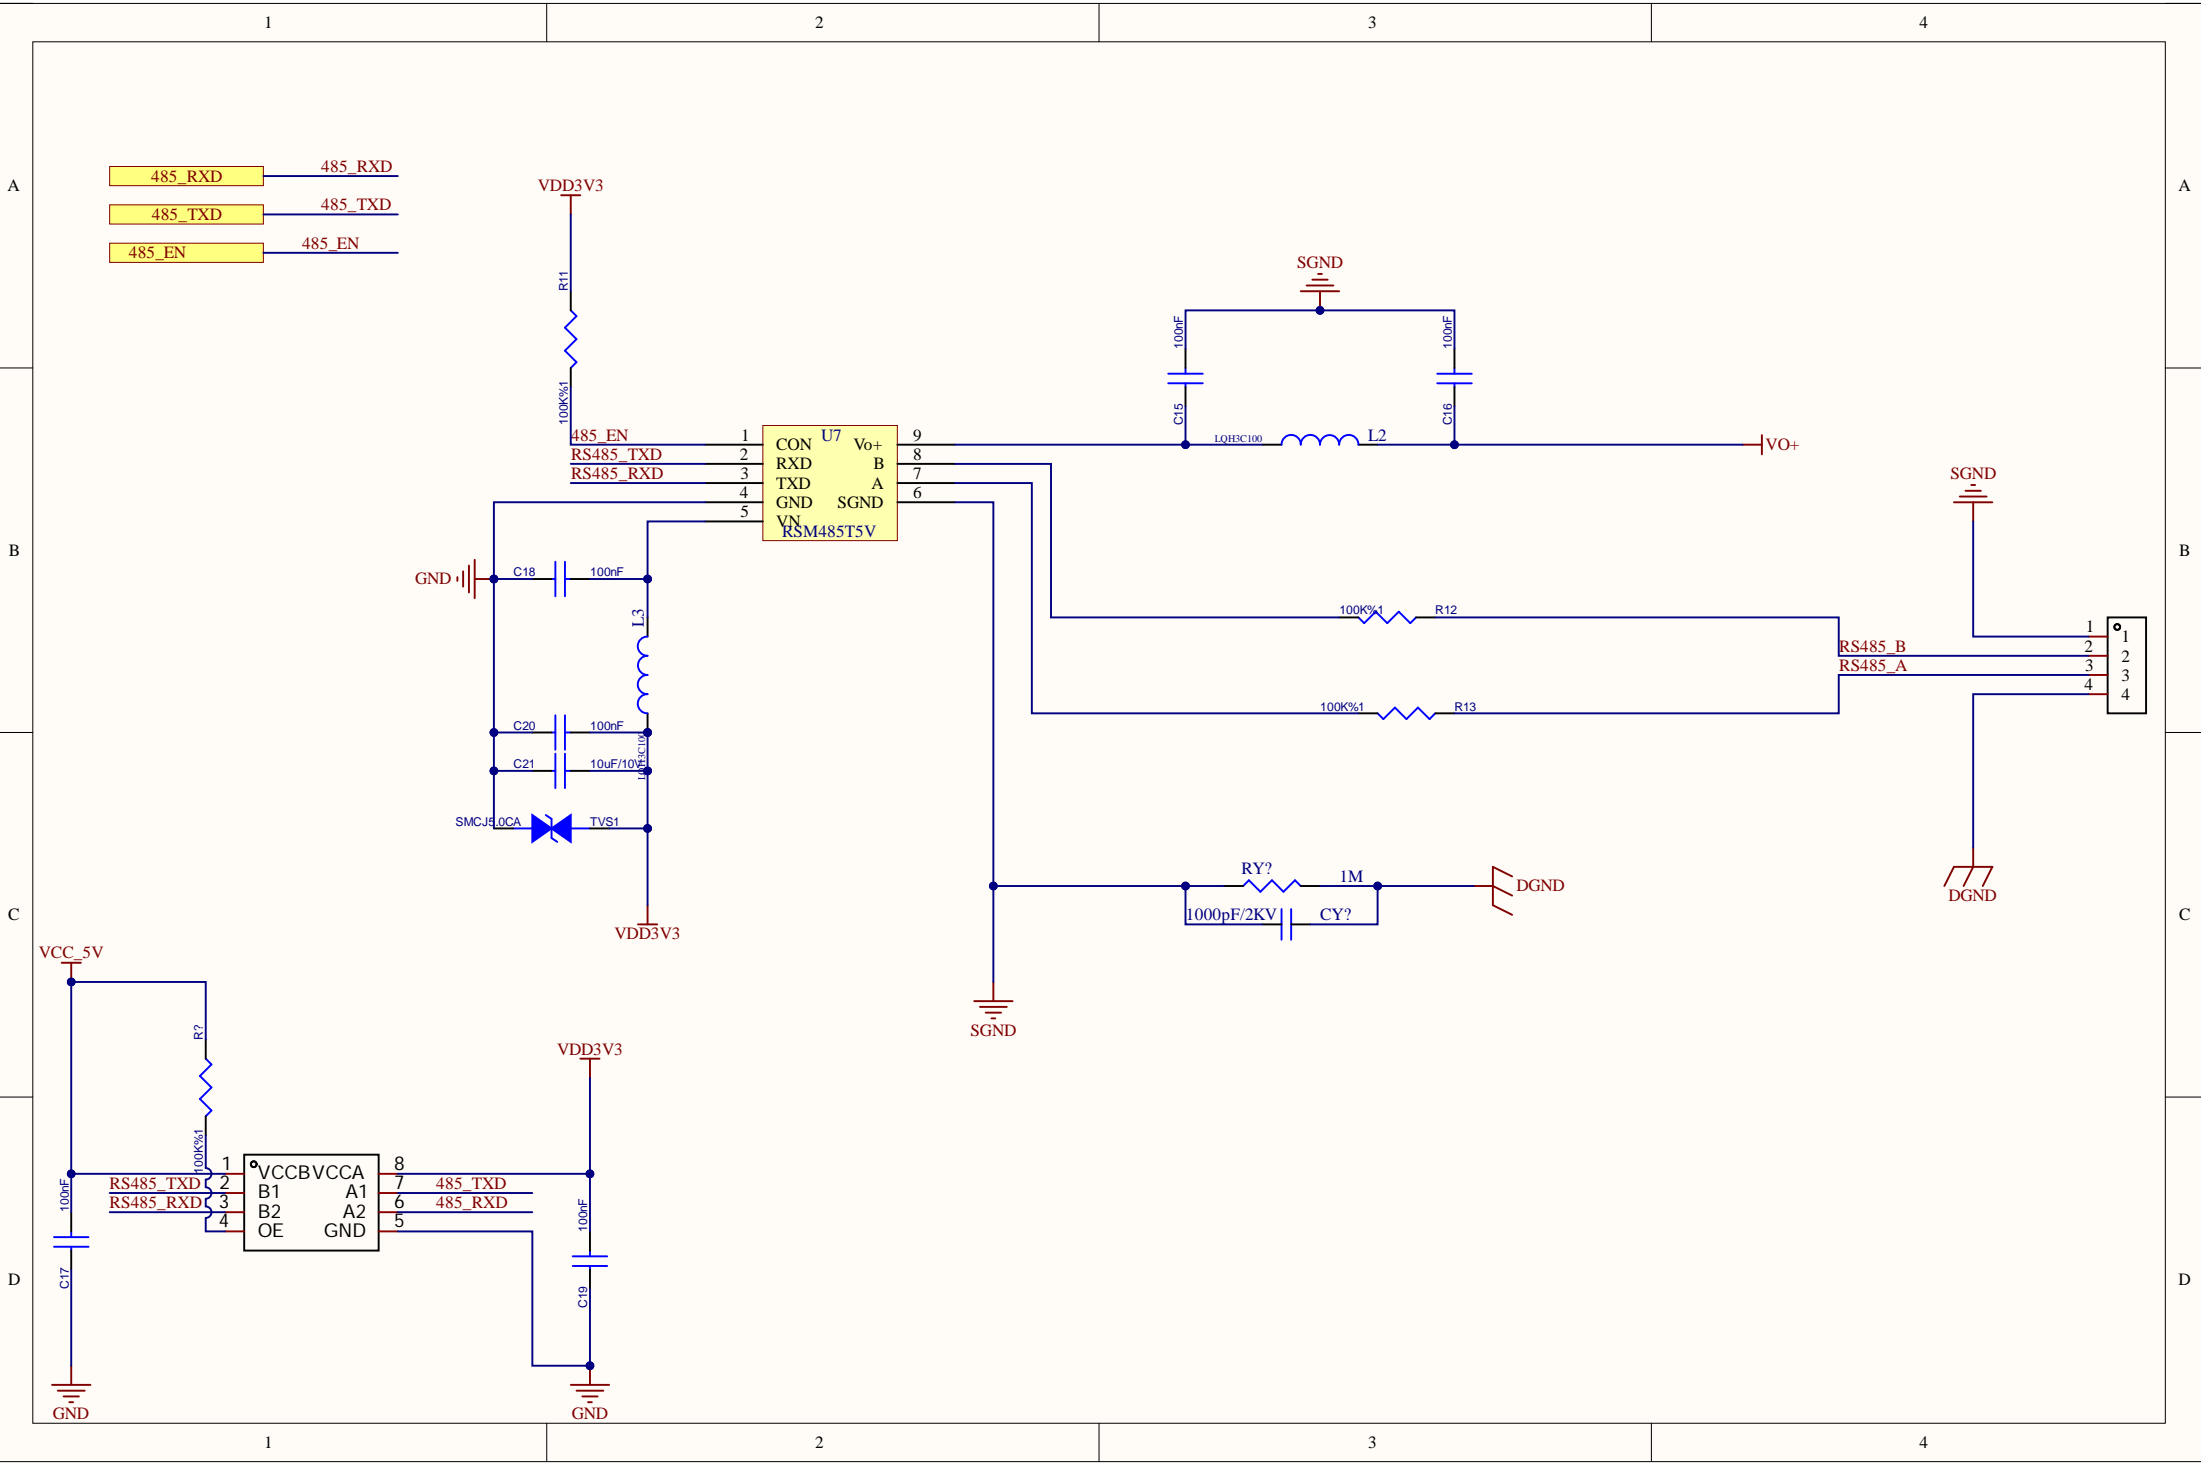 1 2 3 4
A A
485_RXD 485_RXD
485_TXD 485_TXD
485_EN 485_EN
VDD3V3
R11
100K%1
SGND
100nF
C15
100nF
C16
LQH3C100 L2
VO+
485_EN 1 CON
RS485_TXD 2 RXD
RS485_RXD 3 TXD
4 GND
5 VN
U7
Vo+ 9
B 8
A 7
SGND 6
RSM485T5V
B B
GND
C18 100nF
L3
C20 100nF
LQH3C100
C21 10uF/10V
SMCJ5.0CA TVS1
VDD3V3
100K%1 R12
100K%1 R13
SGND
RS485_B
RS485_A
1 1
2 2
3 3
4 4
DGND
C C
RY? 1M
1000pF/2KV CY?
DGND
SGND
VCC_5V
R?
100K%1
VDD3V3
1 VCCB VCCA 8
RS485_TXD 2 B1 A1 7 485_TXD
RS485_RXD 3 B2 A2 6 485_RXD
4 OE GND 5
100nF
C17
100nF
C19
GND
GND
D D
1 2 3 4